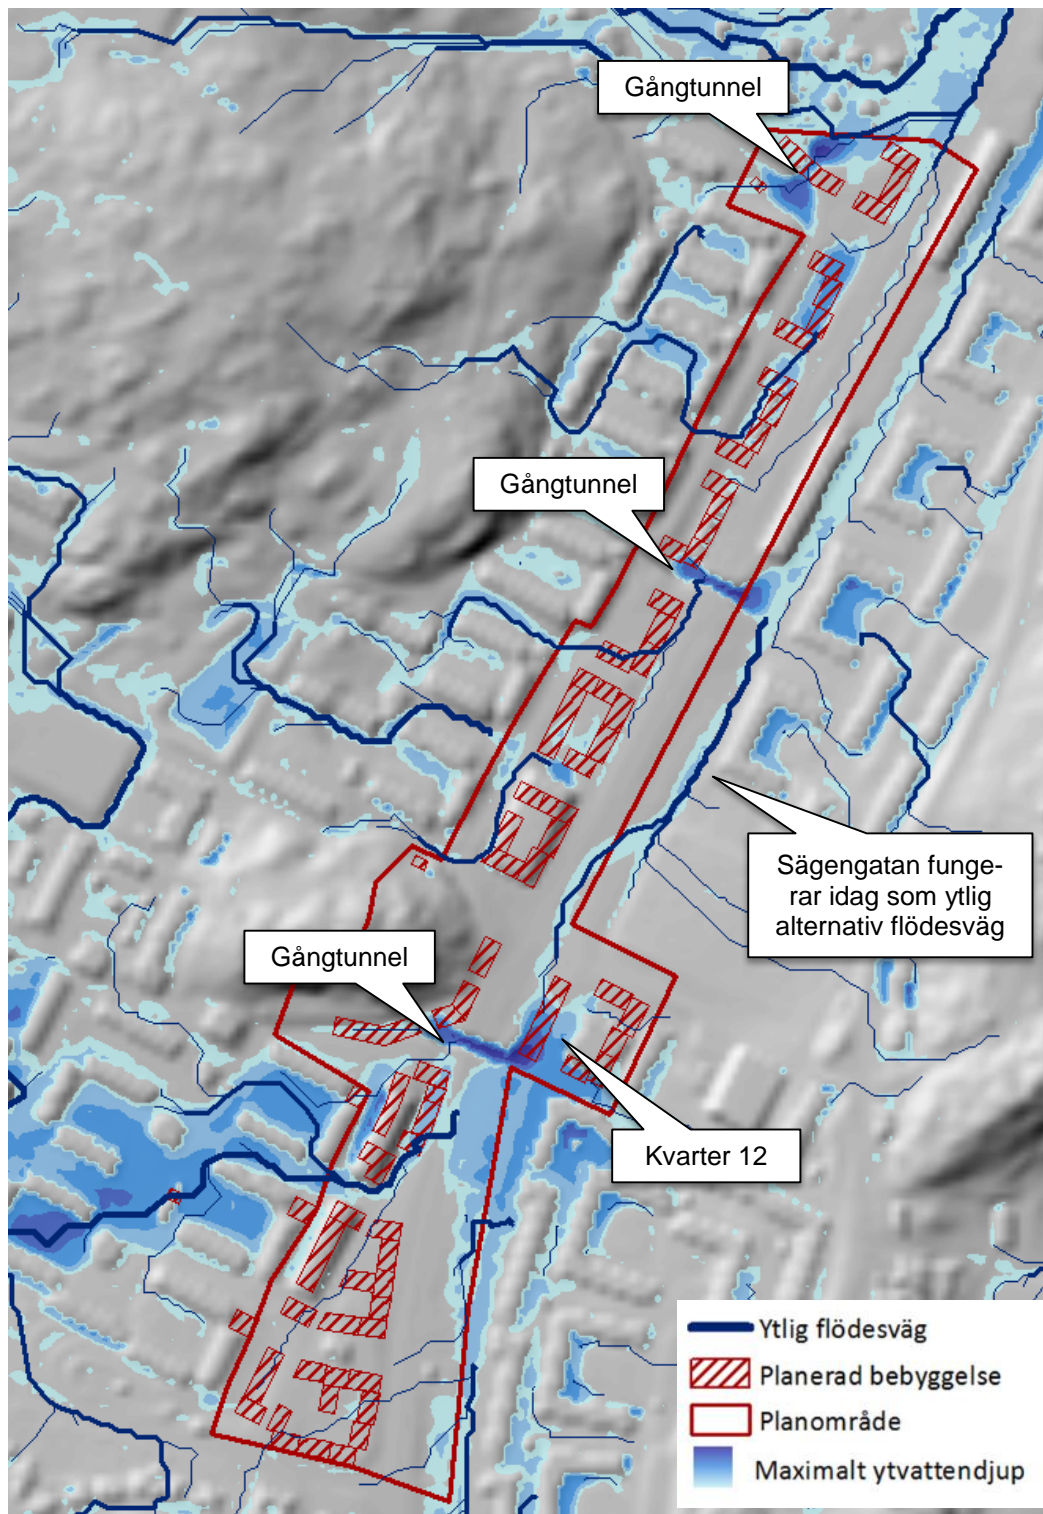 Gångtunnel
Gångtunnel
Sägengatan funge-
rar idag som ytlig
alternativ flödesväg
Gångtunnel
Kvarter 12
Ytlig flödesväg
Planerad bebyggelse
Planområde
Maximalt ytvattendjup